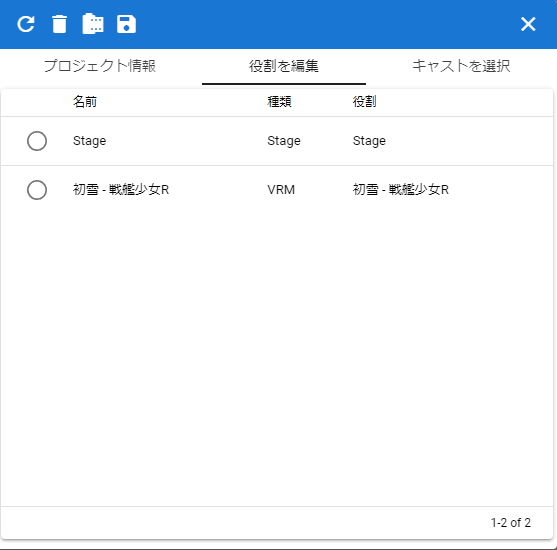 プロジェクト情報 役割を編集 キャストを選択
名前 種類 役割
Stage Stage Stage
初雪 - 戦艦少女R VRM 初雪 - 戦艦少女R
1-2 of 2